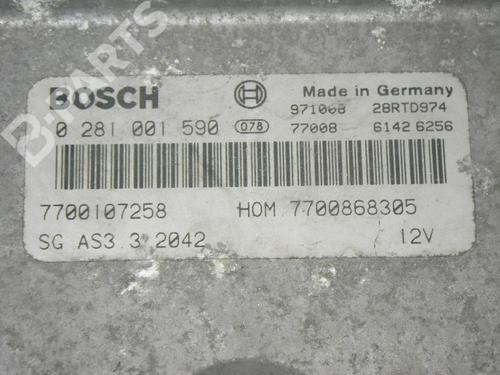 B-PARTS
BOSCH Made in Germany
971068 28RTD974
0 281 001 590 078 77008 6142 6256
7700107258 HOM 7700868305
SG AS3 3 2042 12V